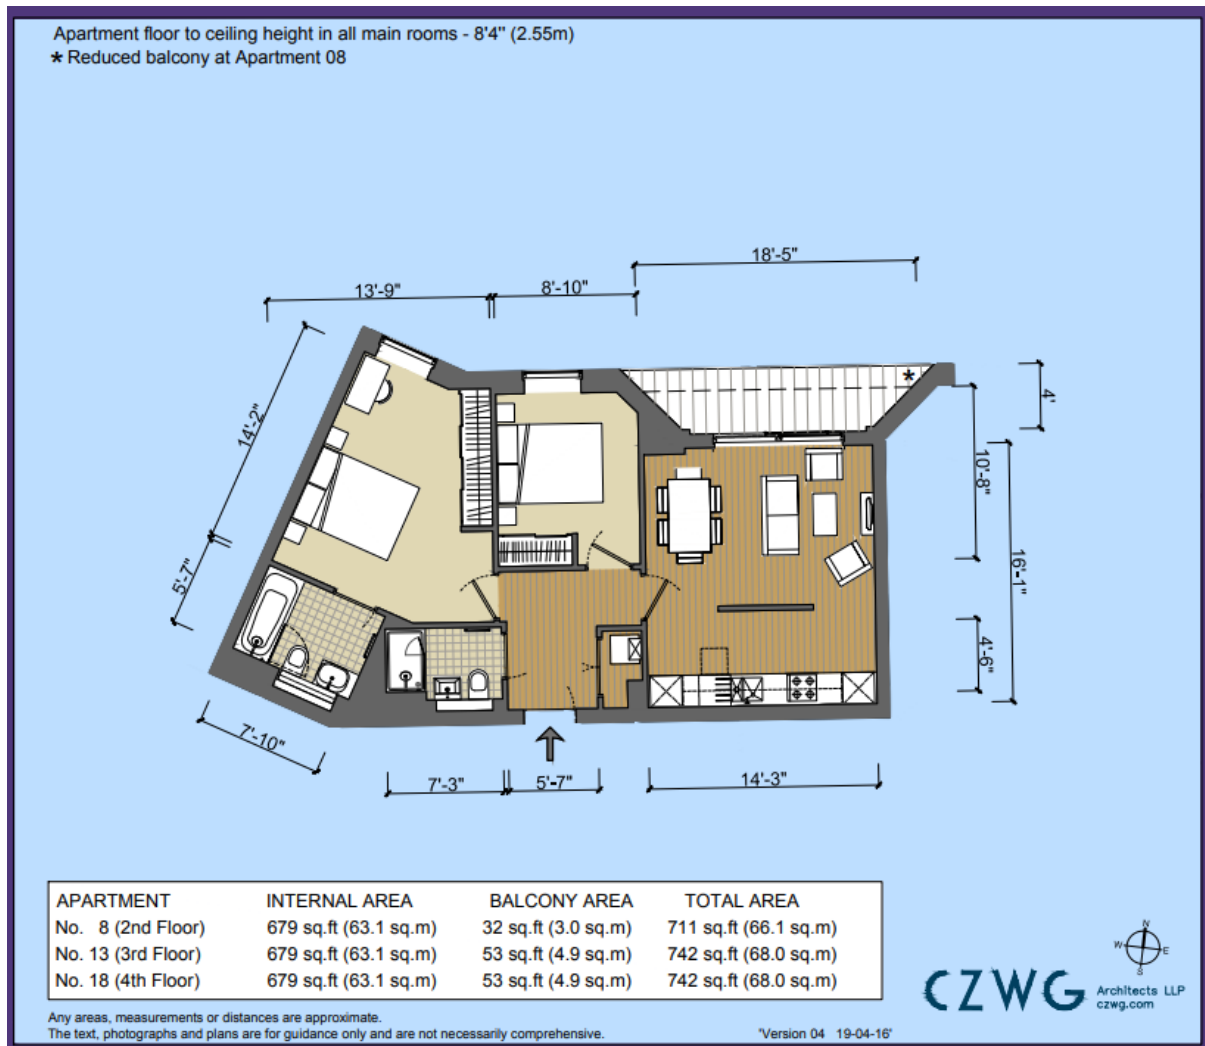 Apartment floor to ceiling height in all main rooms - 8'4" (2.55m)
* Reduced balcony at Apartment 08
18'-5"
13'-9"
8'-10"
*
4'
14'-2"
10'-8"
16'-1"
5'-7"
4'-6"
7'-10"
7'-3"
5'-7"
14'-3"
APARTMENT INTERNAL AREA BALCONY AREA TOTAL AREA
No. 8 (2nd Floor) 679 sq.ft (63.1 sq.m) 32 sq.ft (3.0 sq.m) 711 sq.ft (66.1 sq.m)
No. 13 (3rd Floor) 679 sq.ft (63.1 sq.m) 53 sq.ft (4.9 sq.m) 742 sq.ft (68.0 sq.m)
No. 18 (4th Floor) 679 sq.ft (63.1 sq.m) 53 sq.ft (4.9 sq.m) 742 sq.ft (68.0 sq.m)
N
W
E
S
CZWG Architects LLP
czwg.com
Any areas, measurements or distances are approximate.
The text, photographs and plans are for guidance only and are not necessarily comprehensive.
'Version 04 19-04-16'